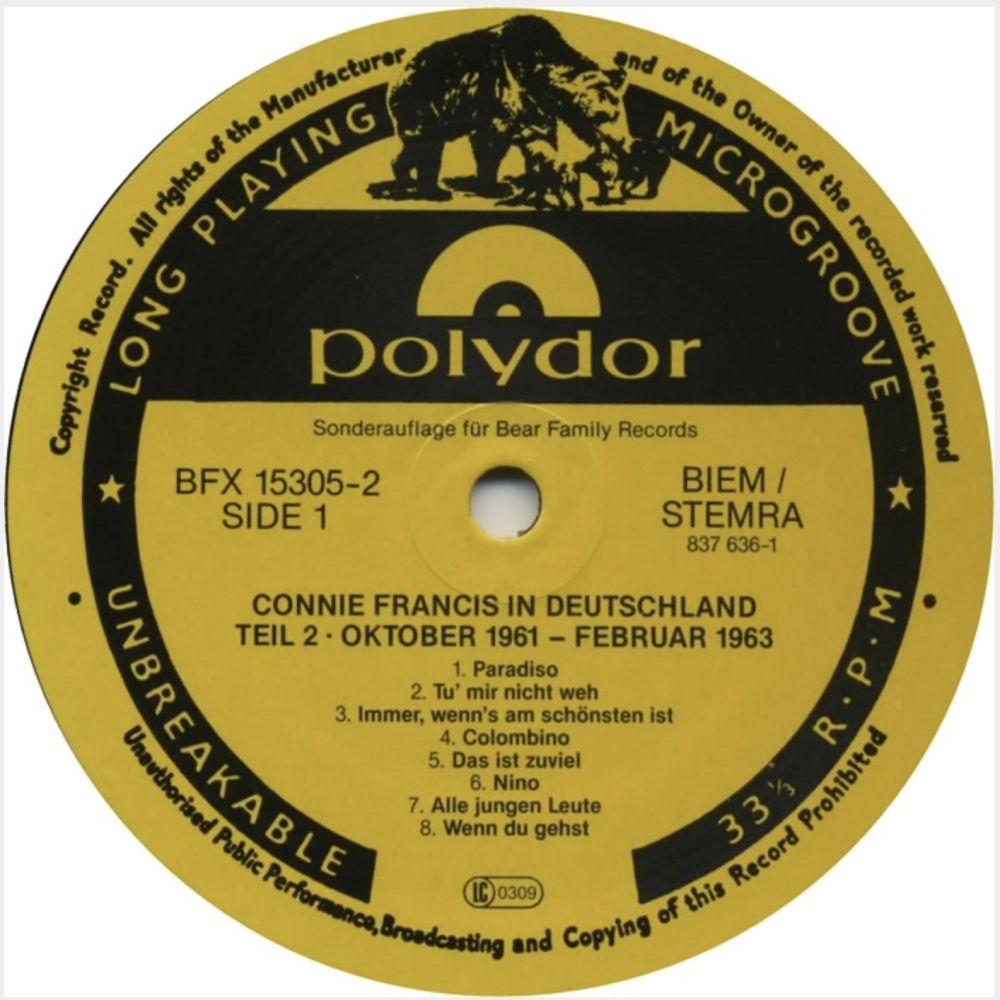 Copyright Record. All rights of the Manufacturer and of the Owner of the recorded work reserved
LONG PLAYING MICROGROOVE
polydor
Sonderauflage für Bear Family Records
BFX 15305-2
SIDE 1
BIEM /
STEMRA
837 636-1
CONNIE FRANCIS IN DEUTSCHLAND
TEIL 2 · OKTOBER 1961 – FEBRUAR 1963
1. Paradiso
2. Tu' mir nicht weh
3. Immer, wenn's am schönsten ist
4. Colombino
5. Das ist zuviel
6. Nino
7. Alle jungen Leute
8. Wenn du gehst
LC 0309
UNBREAKABLE
33 1/3 R·P·M
Unauthorised Public Performance, Broadcasting and Copying of this Record Prohibited